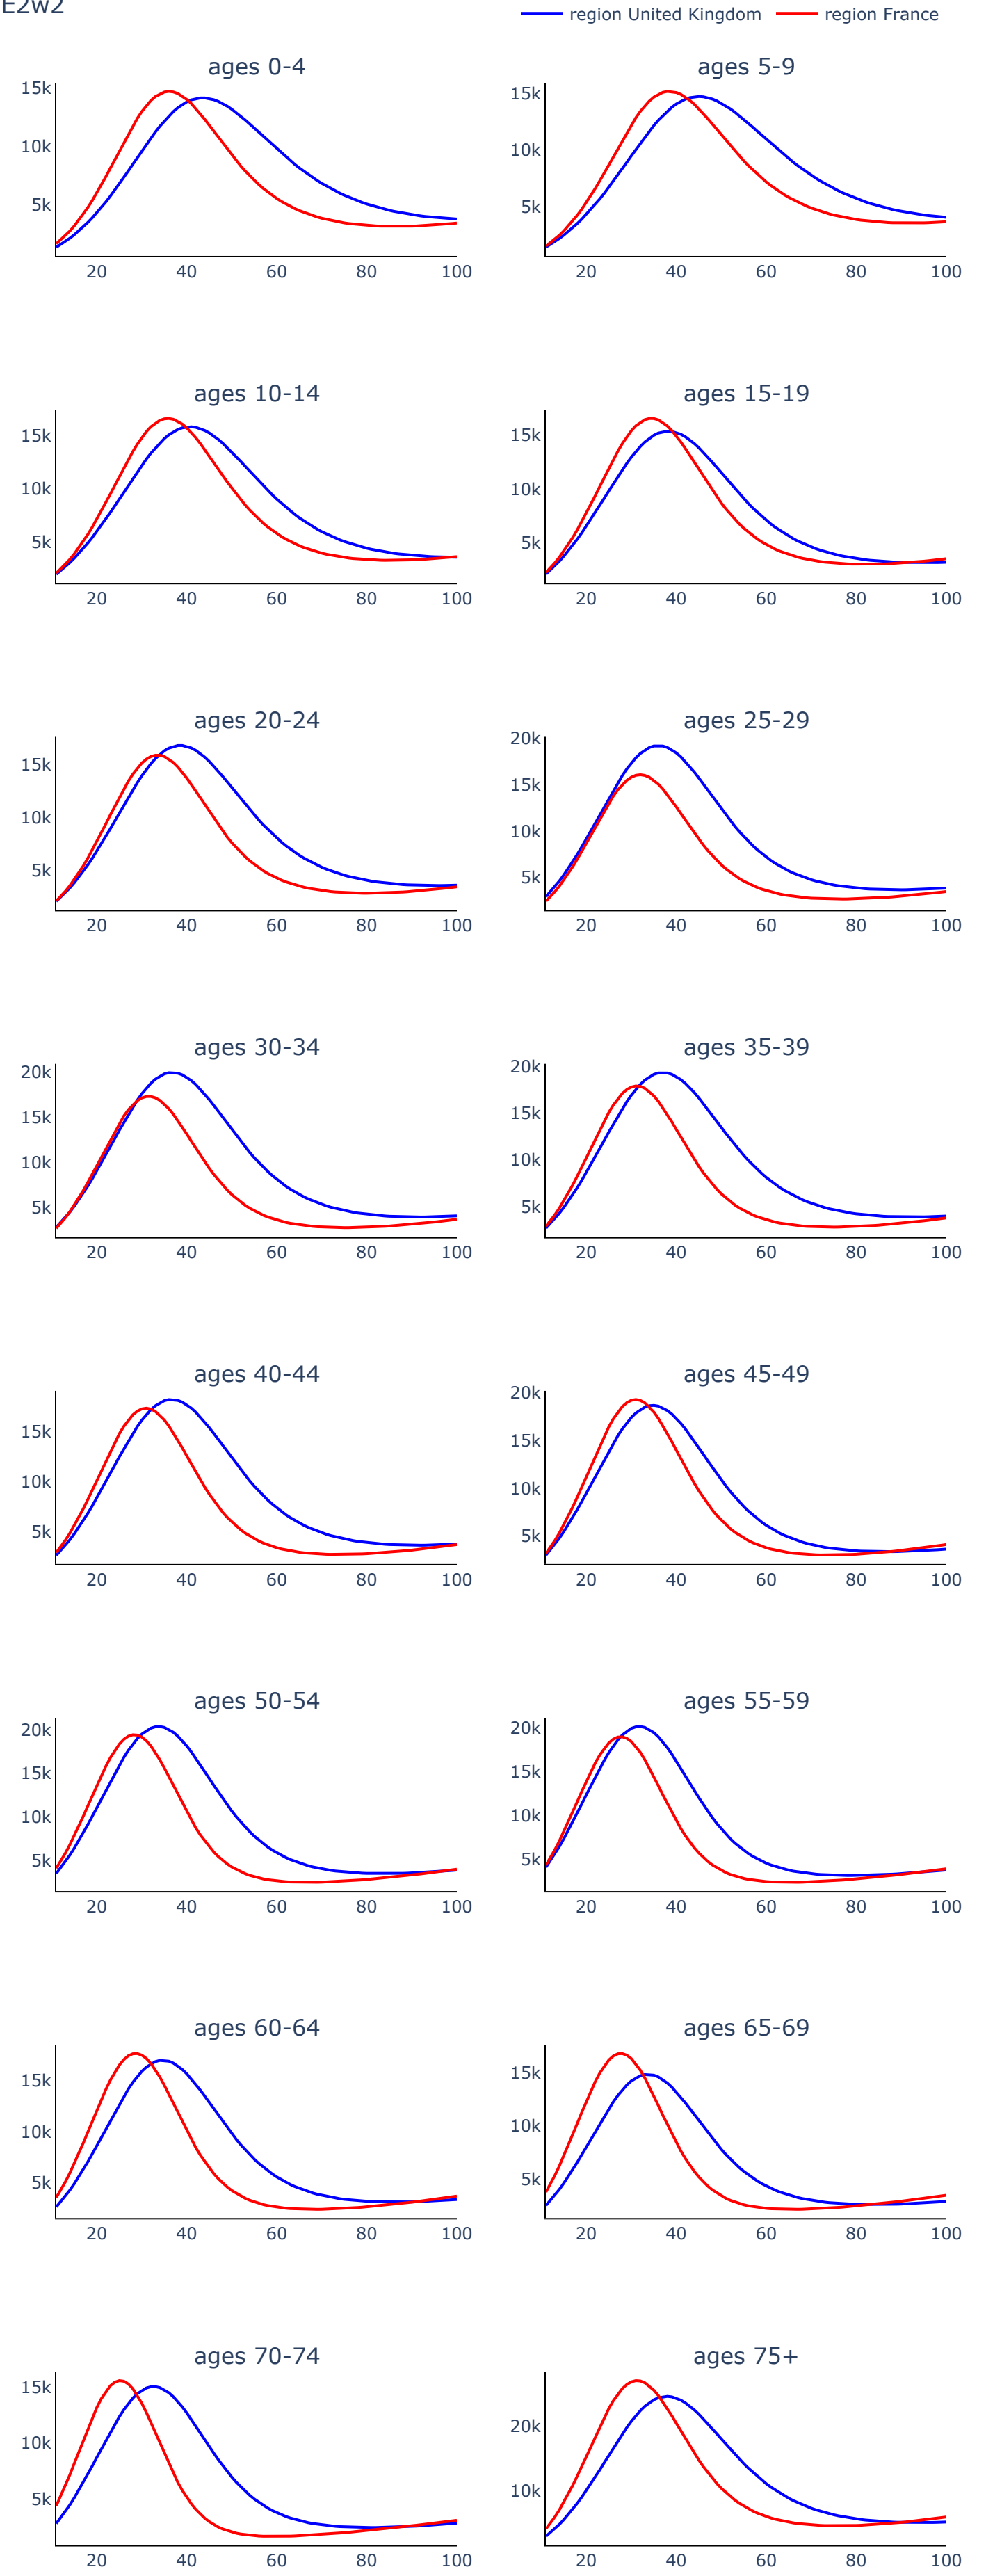 E2w2
region United Kingdom region France
ages 0-4 ages 5-9
15k 15k
10k 10k
5k 5k
20 40 60 80 100 20 40 60 80 100
ages 10-14 ages 15-19
15k 15k
10k 10k
5k 5k
20 40 60 80 100 20 40 60 80 100
ages 20-24 ages 25-29
20k
15k 15k
10k 10k
5k 5k
20 40 60 80 100 20 40 60 80 100
ages 30-34 ages 35-39
20k 20k
15k 15k
10k 10k
5k 5k
20 40 60 80 100 20 40 60 80 100
ages 40-44 ages 45-49
20k
15k 15k
10k 10k
5k 5k
20 40 60 80 100 20 40 60 80 100
ages 50-54 ages 55-59
20k 20k
15k 15k
10k 10k
5k 5k
20 40 60 80 100 20 40 60 80 100
ages 60-64 ages 65-69
15k 15k
10k 10k
5k 5k
20 40 60 80 100 20 40 60 80 100
ages 70-74 ages 75+
15k
20k
10k
10k
5k
20 40 60 80 100 20 40 60 80 100